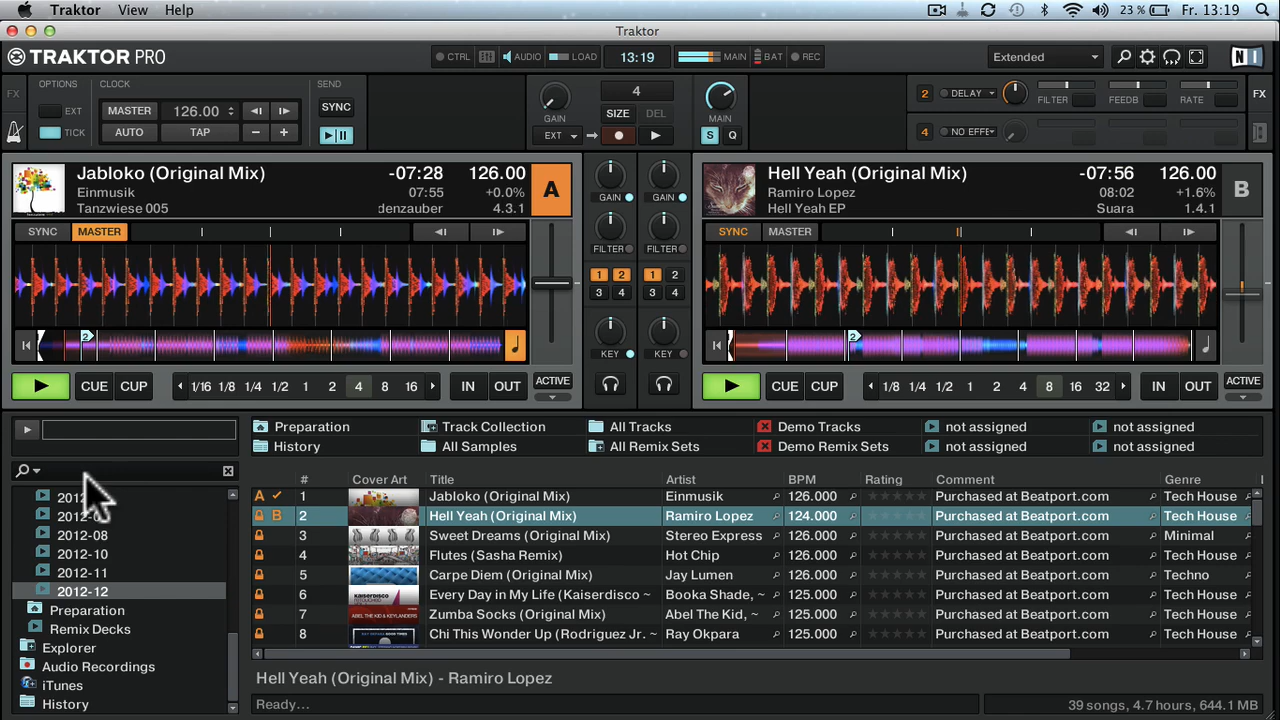 Traktor View Help 23 % Fr. 13:19
Traktor
TRAKTOR PRO CTRL AUDIO LOAD 13:19 MAIN BAT REC Extended NI
FX OPTIONS CLOCK SEND 4 2 DELAY FX
EXT MASTER 126.00 SYNC GAIN SIZE DEL MAIN FILTER FEEDB RATE
TICK AUTO TAP − + EXT S Q 4 NO EFFE
Jabloko (Original Mix) -07:28 126.00 A
Einmusik 07:55 +0.0%
Tanzwiese 005 denzauber 4.3.1
SYNC MASTER
2
CUE CUP 1/16 1/8 1/4 1/2 1 2 4 8 16 IN OUT ACTIVE
GAIN GAIN
FILTER FILTER
1 2 1 2
3 4 3 4
KEY KEY
Hell Yeah (Original Mix) -07:56 126.00 B
Ramiro Lopez 08:02 +1.6%
Hell Yeah EP Suara 1.4.1
SYNC MASTER
2
CUE CUP 1/8 1/4 1/2 1 2 4 8 16 32 IN OUT ACTIVE
Preparation Track Collection All Tracks Demo Tracks not assigned not assigned
History All Samples All Remix Sets Demo Remix Sets not assigned not assigned
2012-08
2012-10
2012-11
2012-12
Preparation
Remix Decks
Explorer
Audio Recordings
iTunes
History
# Cover Art Title Artist BPM Rating Comment Genre
A 1 Jabloko (Original Mix) Einmusik 126.000 Purchased at Beatport.com Tech House
B 2 Hell Yeah (Original Mix) Ramiro Lopez 124.000 Purchased at Beatport.com Tech House
3 Sweet Dreams (Original Mix) Stereo Express 126.000 Purchased at Beatport.com Minimal
4 Flutes (Sasha Remix) Hot Chip 126.000 Purchased at Beatport.com Tech House
5 Carpe Diem (Original Mix) Jay Lumen 126.000 Purchased at Beatport.com Techno
6 Every Day in My Life (Kaiserdisco ~ Booka Shade, ~ 126.000 Purchased at Beatport.com Tech House
7 Zumba Socks (Original Mix) Abel The Kid, ~ 125.000 Purchased at Beatport.com Tech House
8 Chi This Wonder Up (Rodriguez Jr. ~ Ray Okpara 125.000 Purchased at Beatport.com Tech House
Hell Yeah (Original Mix) - Ramiro Lopez
Ready... 39 songs, 4.7 hours, 644.1 MB